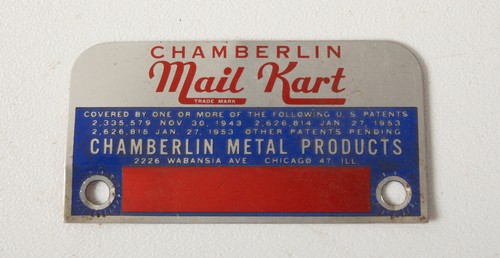 CHAMBERLIN
Mail Kart
TRADE MARK
COVERED BY ONE OR MORE OF THE FOLLOWING U.S. PATENTS
2,335,579 NOV. 30, 1943 2,626,814 JAN. 27, 1953
2,626,815 JAN. 27, 1953 OTHER PATENTS PENDING
CHAMBERLIN METAL PRODUCTS
2226 WABANSIA AVE. CHICAGO 47, ILL.